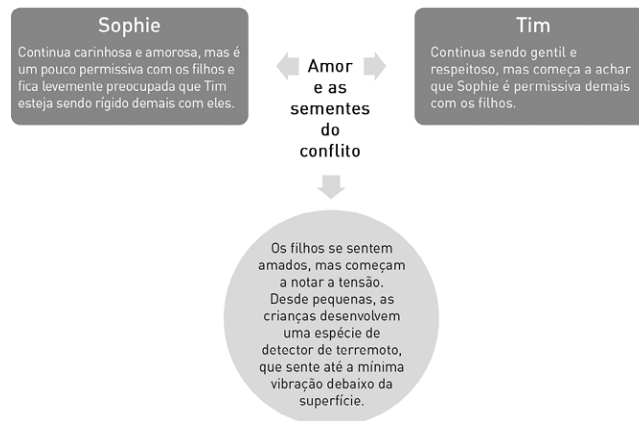 Sophie
Continua carinhosa e amorosa, mas é
um pouco permissiva com os filhos e
fica levemente preocupada que Tim
esteja sendo rígido demais com eles.
Amor
e as
sementes
do
conflito
Tim
Continua sendo gentil e
respeitoso, mas começa a achar
que Sophie é permissiva demais
com os filhos.
Os filhos se sentem
amados, mas começam
a notar a tensão.
Desde pequenas, as
crianças desenvolvem
uma espécie de
detector de terremoto,
que sente até a mínima
vibração debaixo da
superfície.